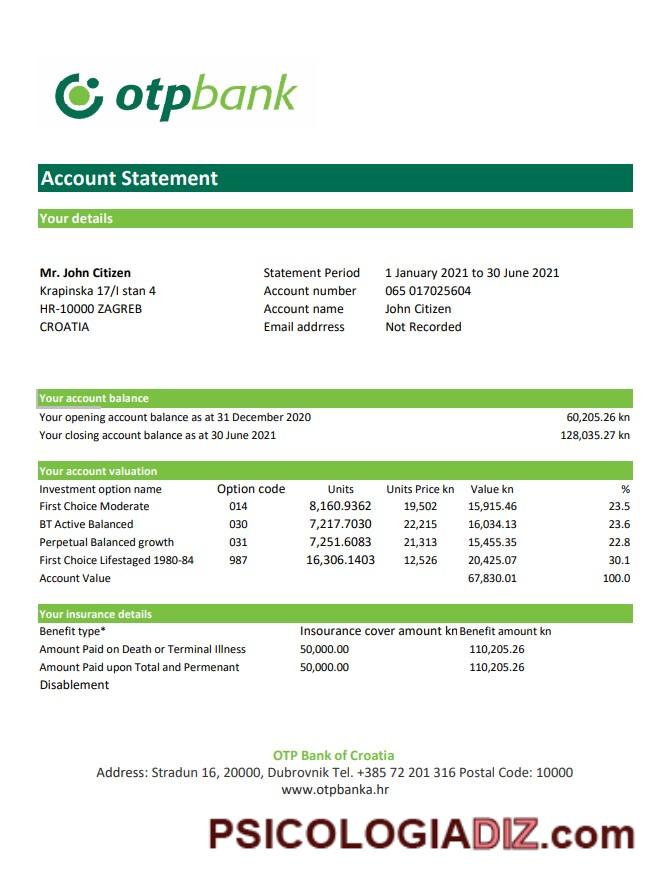 otpbank
Account Statement
Your details
Mr. John Citizen Statement Period 1 January 2021 to 30 June 2021
Krapinska 17/I stan 4 Account number 065 017025604
HR-10000 ZAGREB Account name John Citizen
CROATIA Email addrress Not Recorded
Your account balance
Your opening account balance as at 31 December 2020 60,205.26 kn
Your closing account balance as at 30 June 2021 128,035.27 kn
Your account valuation
Investment option name Option code Units Units Price kn Value kn %
First Choice Moderate 014 8,160.9362 19,502 15,915.46 23.5
BT Active Balanced 030 7,217.7030 22,215 16,034.13 23.6
Perpetual Balanced growth 031 7,251.6083 21,313 15,455.35 22.8
First Choice Lifestaged 1980-84 987 16,306.1403 12,526 20,425.07 30.1
Account Value 67,830.01 100.0
Your insurance details
Benefit type* Insourance cover amount kn Benefit amount kn
Amount Paid on Death or Terminal Illness 50,000.00 110,205.26
Amount Paid upon Total and Permenant 50,000.00 110,205.26
Disablement
OTP Bank of Croatia
Address: Stradun 16, 20000, Dubrovnik Tel. +385 72 201 316 Postal Code: 10000
www.otpbanka.hr
PSICOLOGIADIZ.com